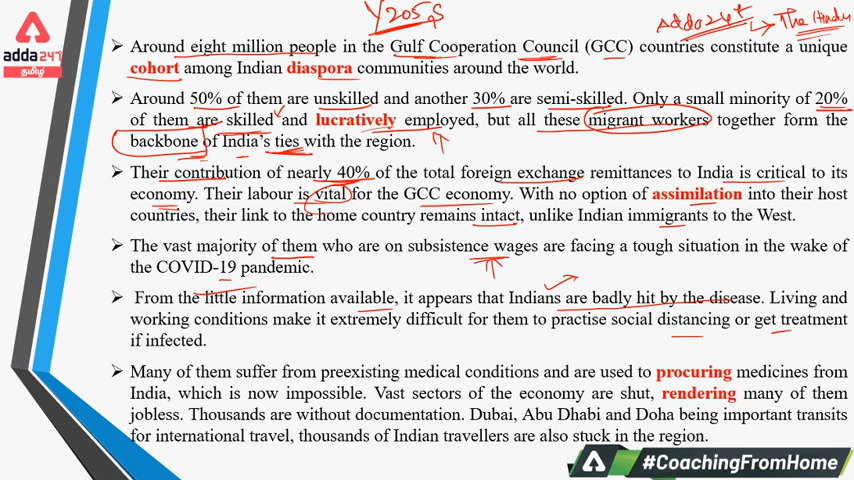 Y205S
Adda247 → The Hindu
adda247
தமிழ்
➢ Around eight million people in the Gulf Cooperation Council (GCC) countries constitute a unique
cohort among Indian diaspora communities around the world.
➢ Around 50% of them are unskilled and another 30% are semi-skilled. Only a small minority of 20%
of them are skilled and lucratively employed, but all these migrant workers together form the
backbone of India's ties with the region.
➢ Their contribution of nearly 40% of the total foreign exchange remittances to India is critical to its
economy. Their labour is vital for the GCC economy. With no option of assimilation into their host
countries, their link to the home country remains intact, unlike Indian immigrants to the West.
➢ The vast majority of them who are on subsistence wages are facing a tough situation in the wake of
the COVID-19 pandemic.
➢ From the little information available, it appears that Indians are badly hit by the disease. Living and
working conditions make it extremely difficult for them to practise social distancing or get treatment
if infected.
➢ Many of them suffer from preexisting medical conditions and are used to procuring medicines from
India, which is now impossible. Vast sectors of the economy are shut, rendering many of them
jobless. Thousands are without documentation. Dubai, Abu Dhabi and Doha being important transits
for international travel, thousands of Indian travellers are also stuck in the region.
#CoachingFromHome